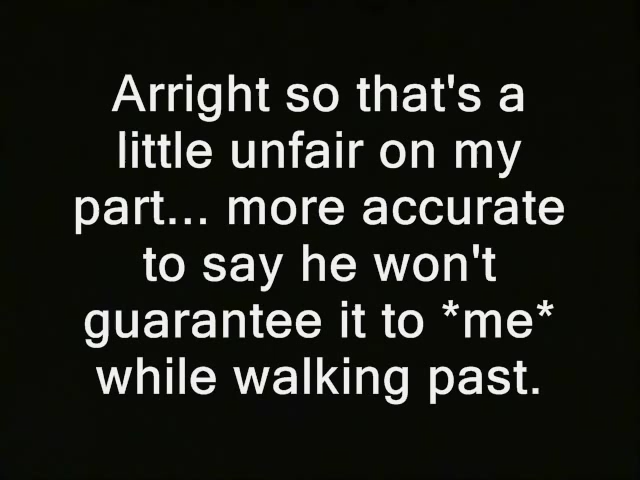 Arright so that's a
little unfair on my
part... more accurate
to say he won't
guarantee it to *me*
while walking past.